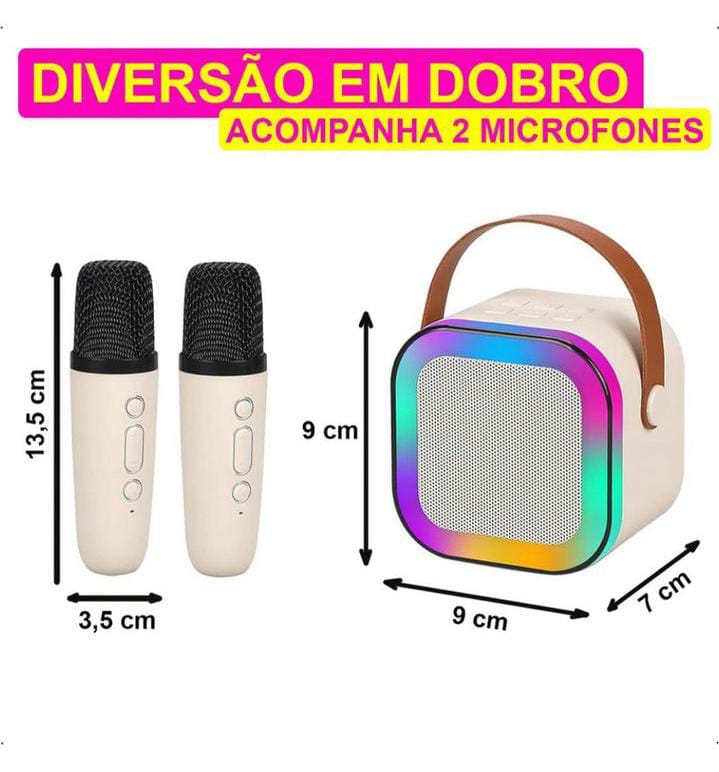 DIVERSÃO EM DOBRO
ACOMPANHA 2 MICROFONES
13,5 cm
3,5 cm
9 cm
9 cm
7 cm